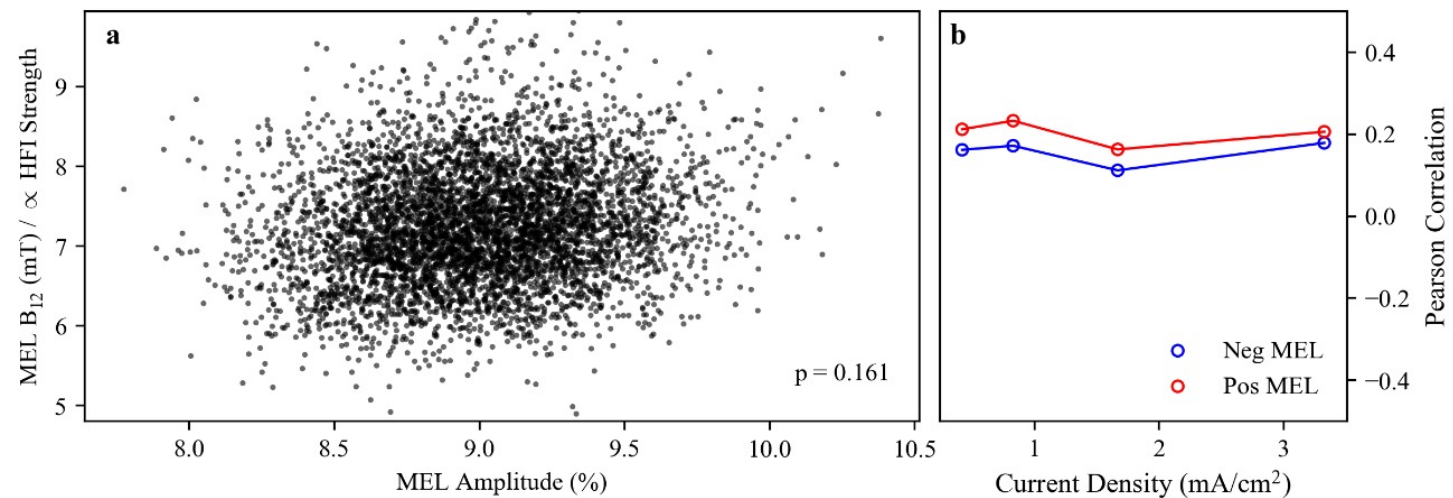 a
MEL B₁₂ (mT) / ∝ HFI Strength
9
8
7
6
5
p = 0.161
8.0 8.5 9.0 9.5 10.0 10.5
MEL Amplitude (%)
b
0.4
0.2
0.0
−0.2
−0.4
Pearson Correlation
Neg MEL
Pos MEL
1 2 3
Current Density (mA/cm²)